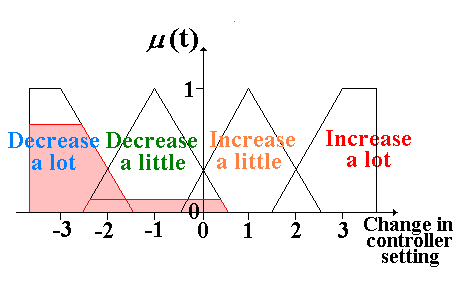 μ(t)
1
Decrease a lot
Decrease a little
Increase a little
Increase a lot
0
-3 -2 -1 0 1 2 3
Change in
controller
setting